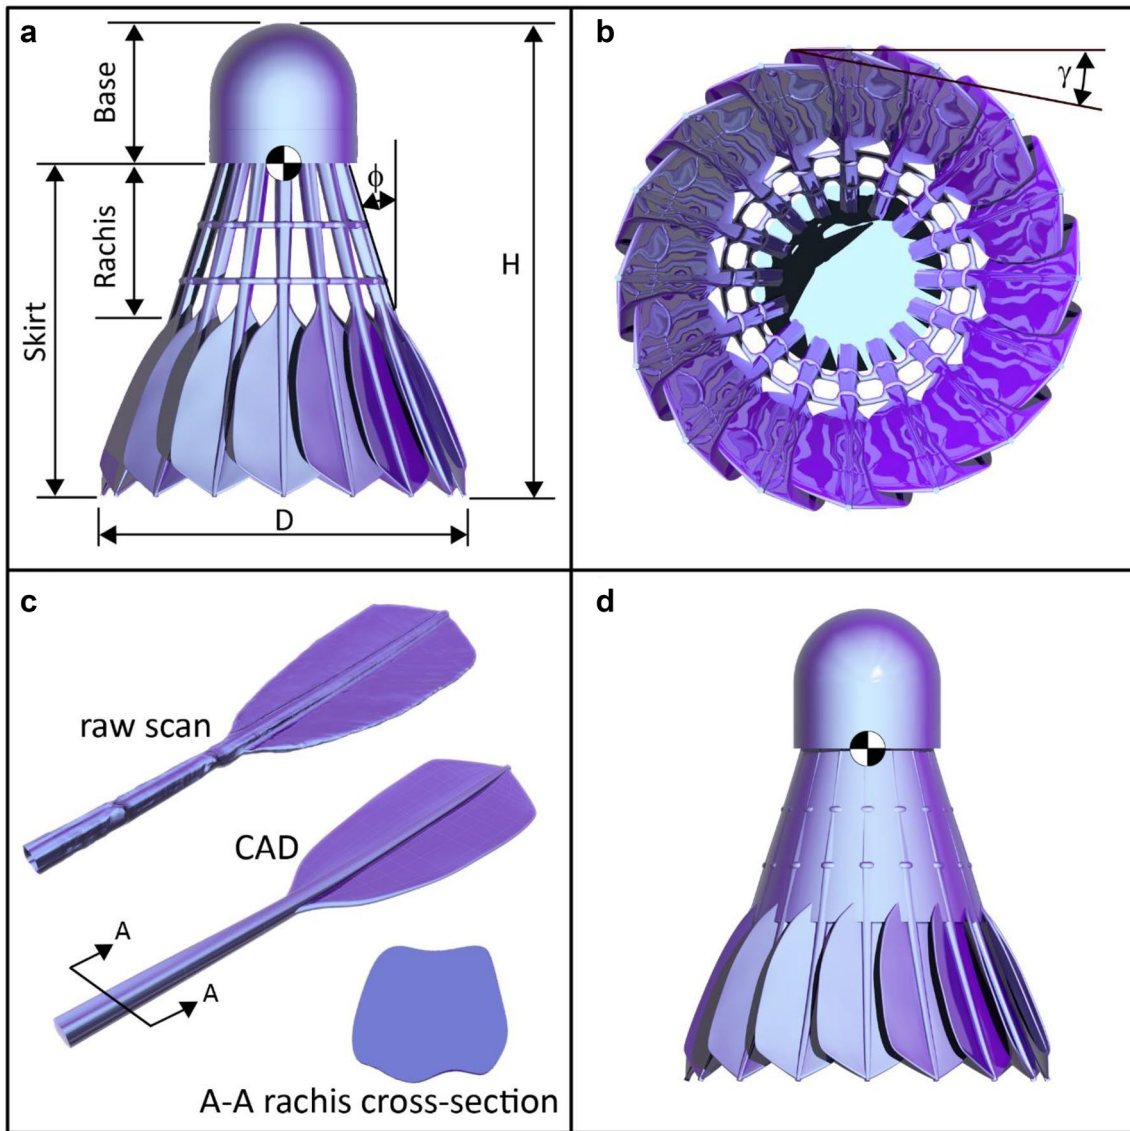 a
Base
Rachis
Skirt
ϕ
H
D
b
γ
c
raw scan
CAD
A
A
A-A rachis cross-section
d